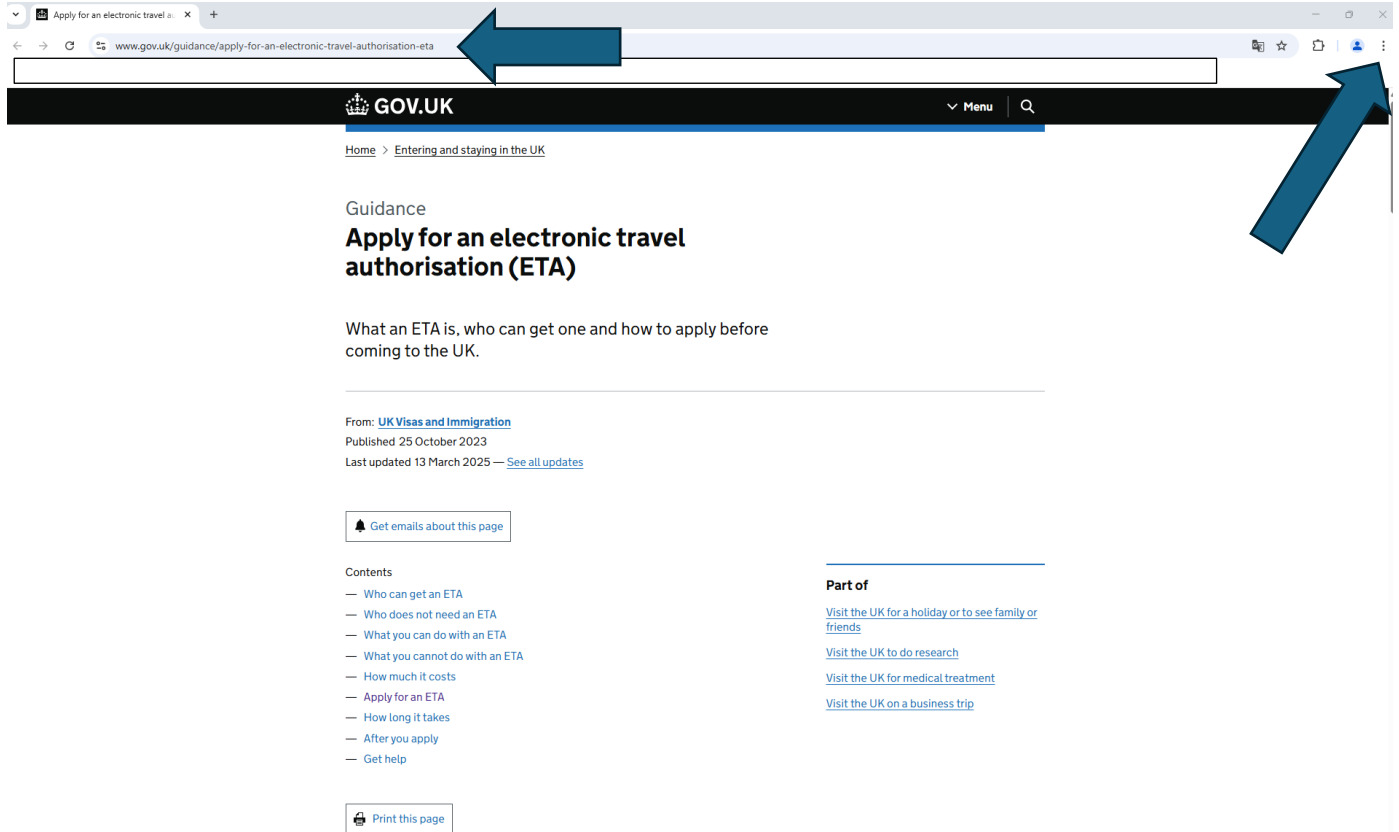 Apply for an electronic travel au
www.gov.uk/guidance/apply-for-an-electronic-travel-authorisation-eta
GOV.UK
Menu
Home > Entering and staying in the UK
Guidance
Apply for an electronic travel
authorisation (ETA)
What an ETA is, who can get one and how to apply before
coming to the UK.
From: UK Visas and Immigration
Published 25 October 2023
Last updated 13 March 2025 — See all updates
Get emails about this page
Contents
— Who can get an ETA
— Who does not need an ETA
— What you can do with an ETA
— What you cannot do with an ETA
— How much it costs
— Apply for an ETA
— How long it takes
— After you apply
— Get help
Part of
Visit the UK for a holiday or to see family or
friends
Visit the UK to do research
Visit the UK for medical treatment
Visit the UK on a business trip
Print this page